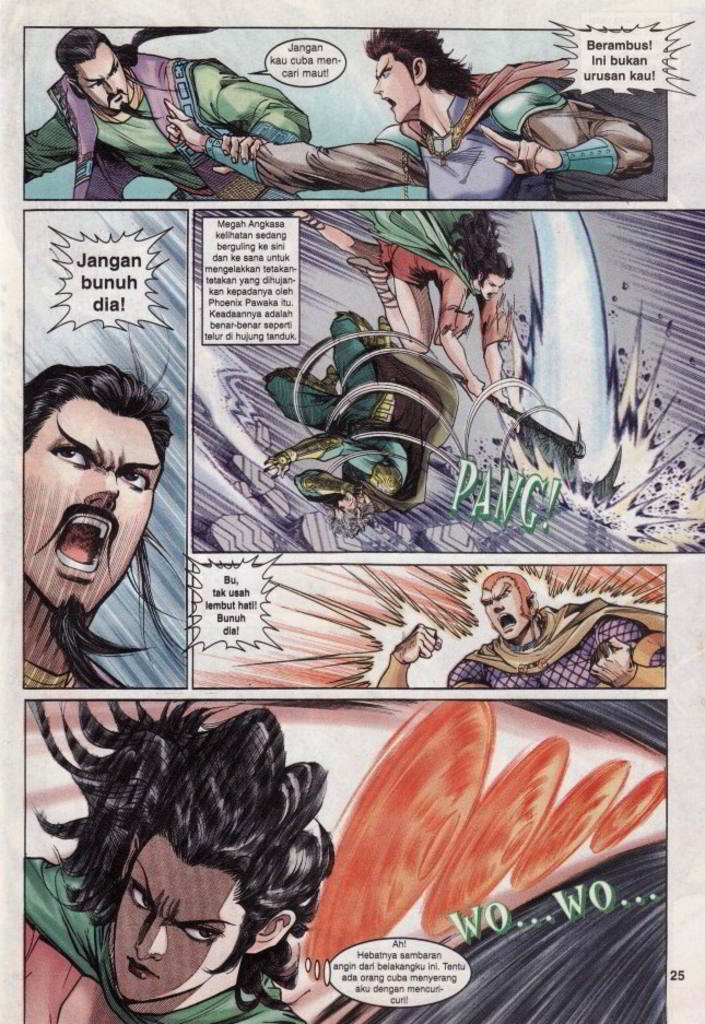 Jangan
kau cuba men-
cari maut!
Berambus!
Ini bukan
urusan kau!
Jangan
bunuh
dia!
Megah Angkasa
kelihatan sedang
berguling ke sini
dan ke sana untuk
mengelakkan tetakan-
tetakan yang dihujan-
kan kepadanya oleh
Phoenix Pawaka itu.
Keadaannya adalah
benar-benar seperti
telur di hujung tanduk.
PANG!
Bu,
tak usah
lembut hati!
Bunuh
dia!
WO...WO...
Ah!
Hebatnya sambaran
angin dari belakangku ini. Tentu
ada orang cuba menyerang
aku dengan mencuri-
curi!
25